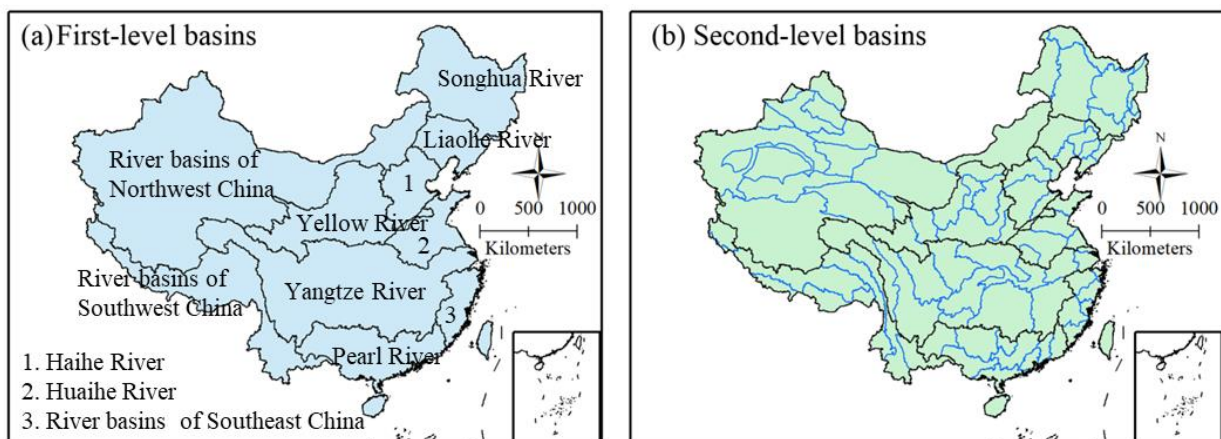 (a) First-level basins
Songhua River
Liaohe River
River basins of
Northwest China
1
N
0 500 1000
Kilometers
Yellow River
2
River basins of
Southwest China
Yangtze River
3
Pearl River
1. Haihe River
2. Huaihe River
3. River basins of Southeast China
(b) Second-level basins
N
0 500 1000
Kilometers